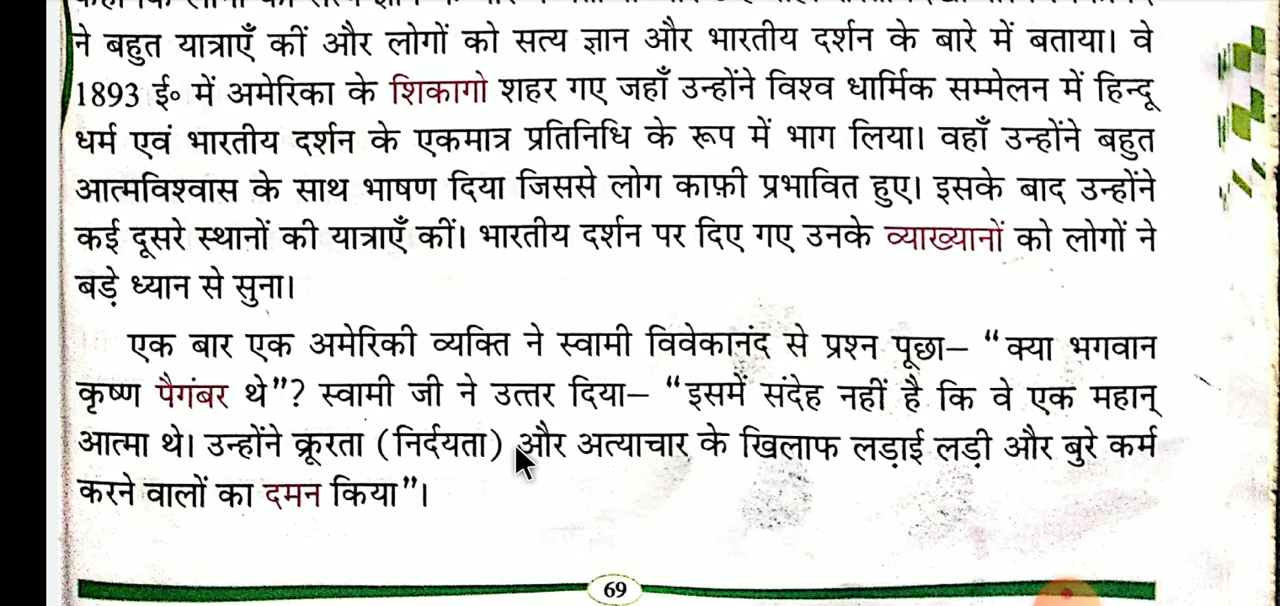 ने बहुत यात्राएँ कीं और लोगों को सत्य ज्ञान और भारतीय दर्शन के बारे में बताया। वे
1893 ई॰ में अमेरिका के शिकागो शहर गए जहाँ उन्होंने विश्व धार्मिक सम्मेलन में हिन्दू
धर्म एवं भारतीय दर्शन के एकमात्र प्रतिनिधि के रूप में भाग लिया। वहाँ उन्होंने बहुत
आत्मविश्वास के साथ भाषण दिया जिससे लोग काफ़ी प्रभावित हुए। इसके बाद उन्होंने
कई दूसरे स्थानों की यात्राएँ कीं। भारतीय दर्शन पर दिए गए उनके व्याख्यानों को लोगों ने
बड़े ध्यान से सुना।
एक बार एक अमेरिकी व्यक्ति ने स्वामी विवेकानंद से प्रश्न पूछा– “क्या भगवान
कृष्ण पैगंबर थे”? स्वामी जी ने उत्तर दिया– “इसमें संदेह नहीं है कि वे एक महान्
आत्मा थे। उन्होंने क्रूरता (निर्दयता) और अत्याचार के खिलाफ लड़ाई लड़ी और बुरे कर्म
करने वालों का दमन किया”।
69